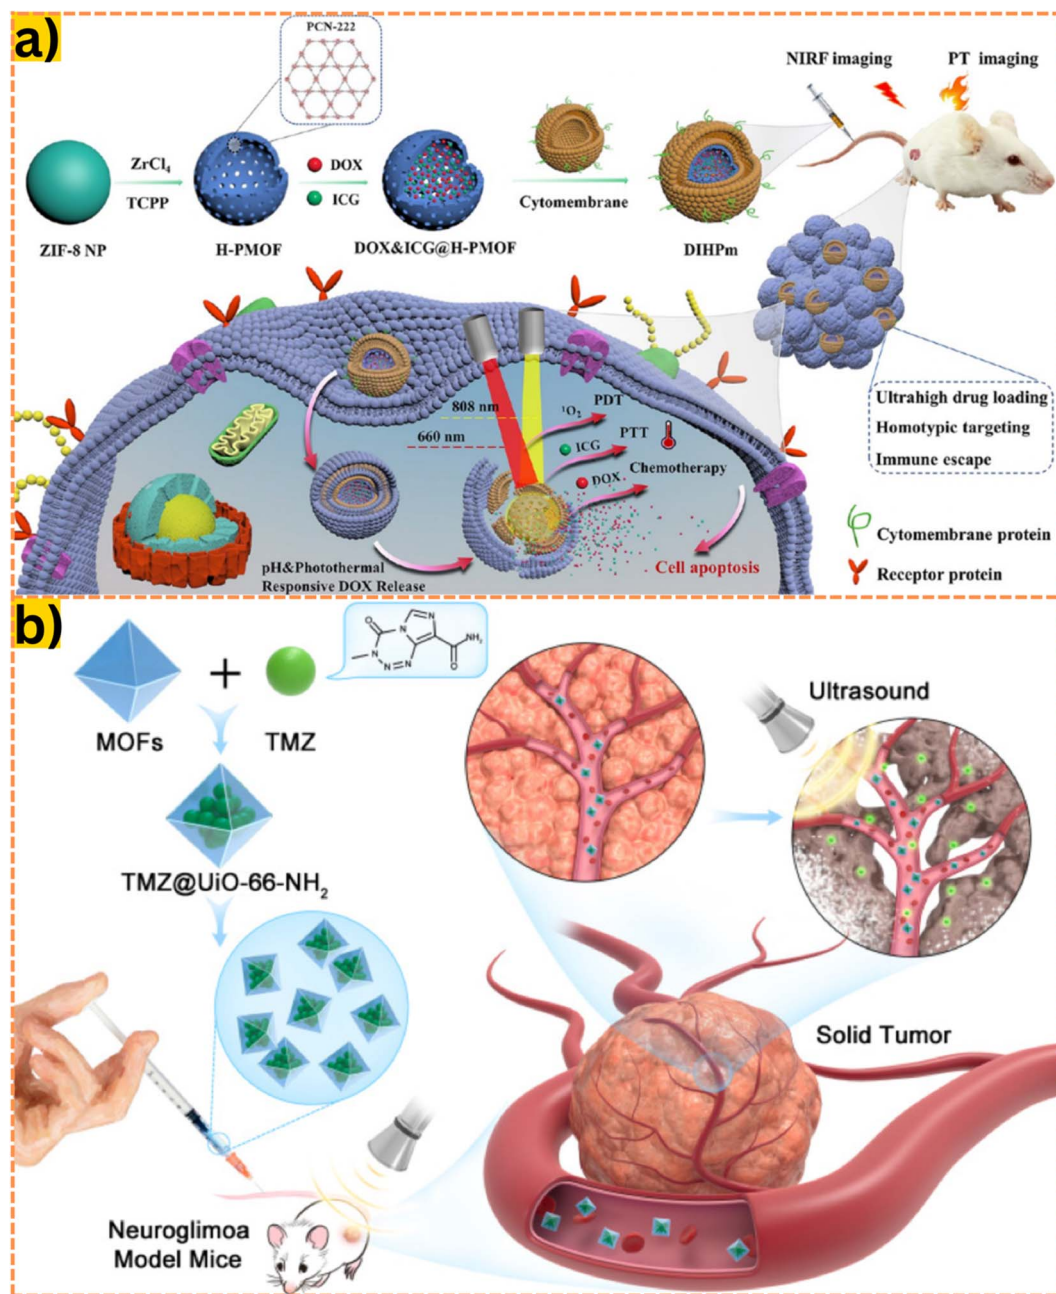 a)
PCN-222
NIRF imaging
PT imaging
ZrCl₄
TCPP
DOX
ICG
Cytomembrane
ZIF-8 NP
H-PMOF
DOX&ICG@H-PMOF
DIHPm
808 nm
660 nm
¹O₂
PDT
ICG
PTT
DOX
Chemotherapy
Cell apoptosis
pH&Photothermal
Responsive DOX Release
Ultrahigh drug loading
Homotypic targeting
Immune escape
Cytomembrane protein
Receptor protein
b)
MOFs
+
TMZ
O
N
N
N
N
N
O
NH₂
TMZ@UiO-66-NH₂
Ultrasound
Solid Tumor
Neuroglimoa
Model Mice